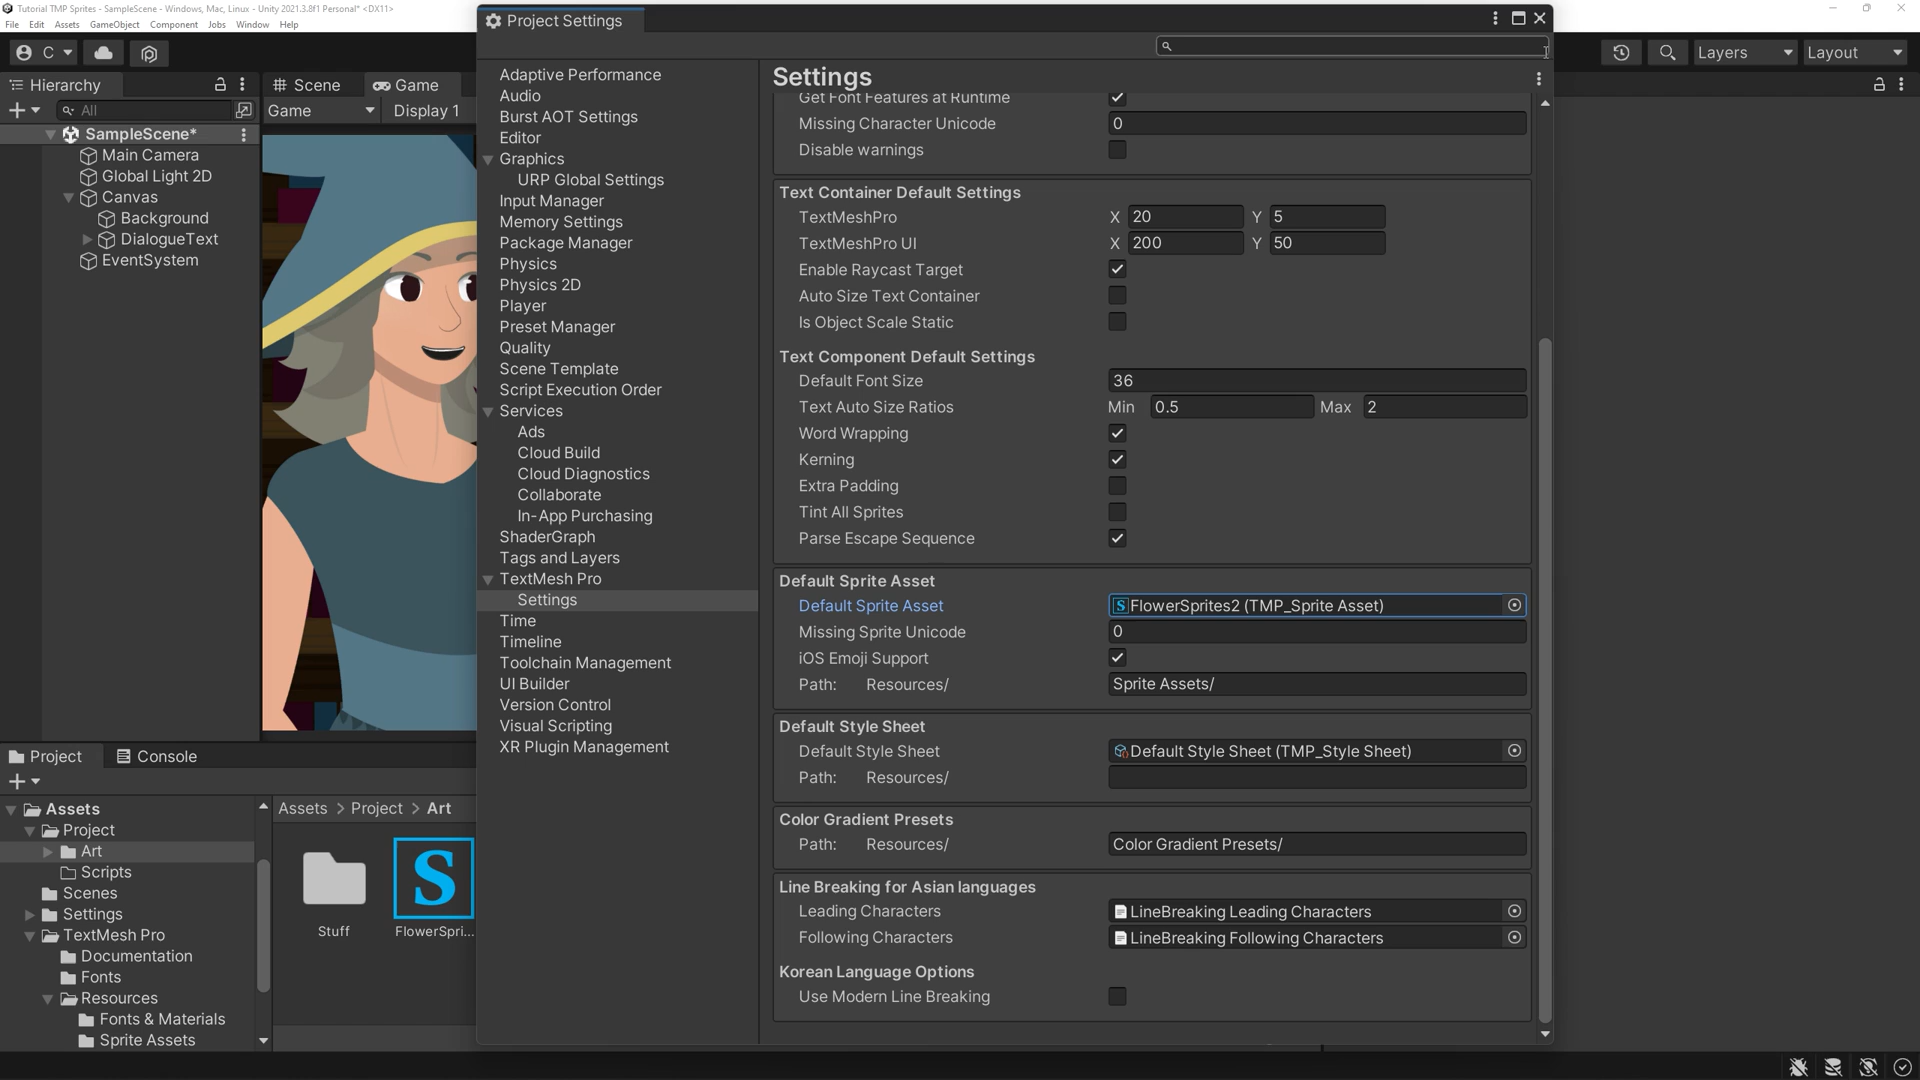 Tutorial TMP Sprites - SampleScene - Windows, Mac, Linux - Unity 2021.3.8f1 Personal* <DX11>
File Edit Assets GameObject Component Jobs Window Help
C
Layers
Layout
Hierarchy
All
SampleScene*
Main Camera
Global Light 2D
Canvas
Background
DialogueText
EventSystem
Scene
Game
Game
Display 1
Project Settings
Adaptive Performance
Audio
Burst AOT Settings
Editor
Graphics
URP Global Settings
Input Manager
Memory Settings
Package Manager
Physics
Physics 2D
Player
Preset Manager
Quality
Scene Template
Script Execution Order
Services
Ads
Cloud Build
Cloud Diagnostics
Collaborate
In-App Purchasing
ShaderGraph
Tags and Layers
TextMesh Pro
Settings
Time
Timeline
Toolchain Management
UI Builder
Version Control
Visual Scripting
XR Plugin Management
Settings
Get Font Features at Runtime
Missing Character Unicode 0
Disable warnings
Text Container Default Settings
TextMeshPro X 20 Y 5
TextMeshPro UI X 200 Y 50
Enable Raycast Target
Auto Size Text Container
Is Object Scale Static
Text Component Default Settings
Default Font Size 36
Text Auto Size Ratios Min 0.5 Max 2
Word Wrapping
Kerning
Extra Padding
Tint All Sprites
Parse Escape Sequence
Default Sprite Asset
Default Sprite Asset S FlowerSprites2 (TMP_Sprite Asset)
Missing Sprite Unicode 0
iOS Emoji Support
Path: Resources/ Sprite Assets/
Default Style Sheet
Default Style Sheet Default Style Sheet (TMP_Style Sheet)
Path: Resources/
Color Gradient Presets
Path: Resources/ Color Gradient Presets/
Line Breaking for Asian languages
Leading Characters LineBreaking Leading Characters
Following Characters LineBreaking Following Characters
Korean Language Options
Use Modern Line Breaking
Project
Console
Assets
Project
Art
Scripts
Scenes
Settings
TextMesh Pro
Documentation
Fonts
Resources
Fonts & Materials
Sprite Assets
Assets > Project > Art
S
Stuff
FlowerSpri...